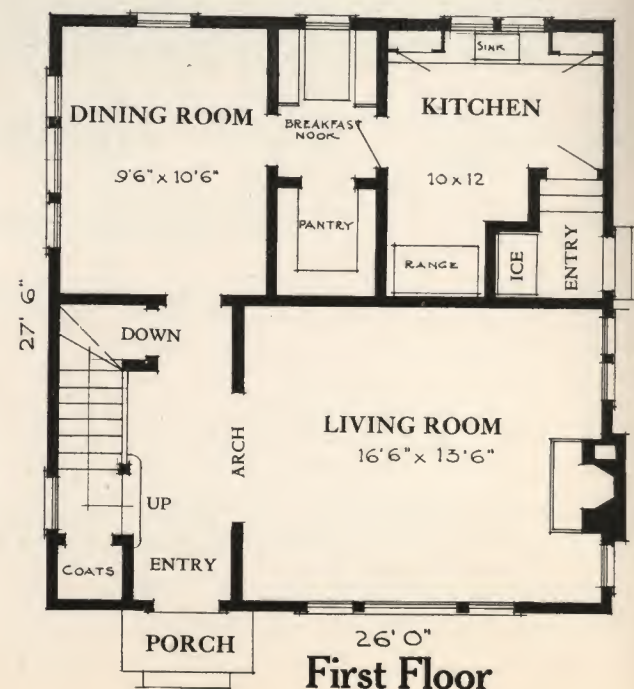 SINK
DINING ROOM
KITCHEN
BREAKFAST
NOOK
9'6" x 10'6"
10 x 12
PANTRY
RANGE
ICE
ENTRY
27' 6"
DOWN
LIVING ROOM
16'6" x 13'6"
ARCH
UP
COATS
ENTRY
PORCH
26' 0"
First Floor